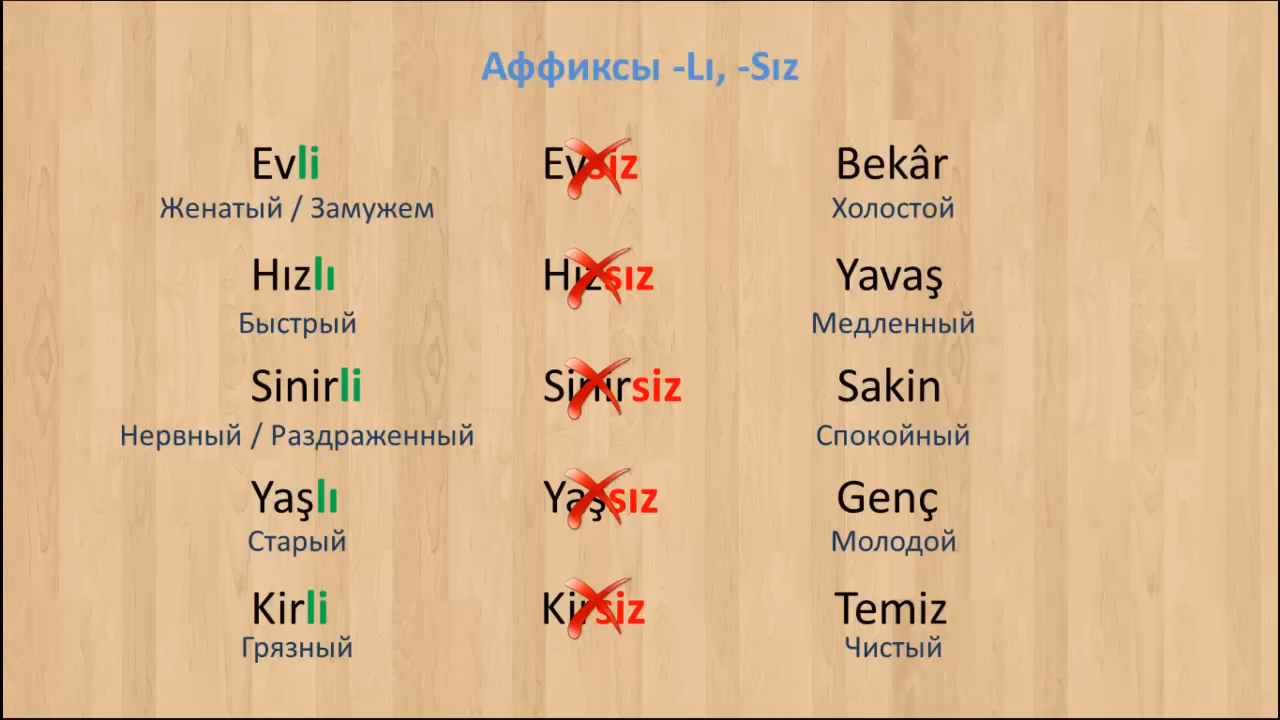 Аффиксы -Lı, -Sız
Evli Evsiz Bekâr
Женатый / Замужем Холостой
Hızlı Hızsız Yavaş
Быстрый Медленный
Sinirli Sinirsiz Sakin
Нервный / Раздраженный Спокойный
Yaşlı Yaşsız Genç
Старый Молодой
Kirli Kirsiz Temiz
Грязный Чистый